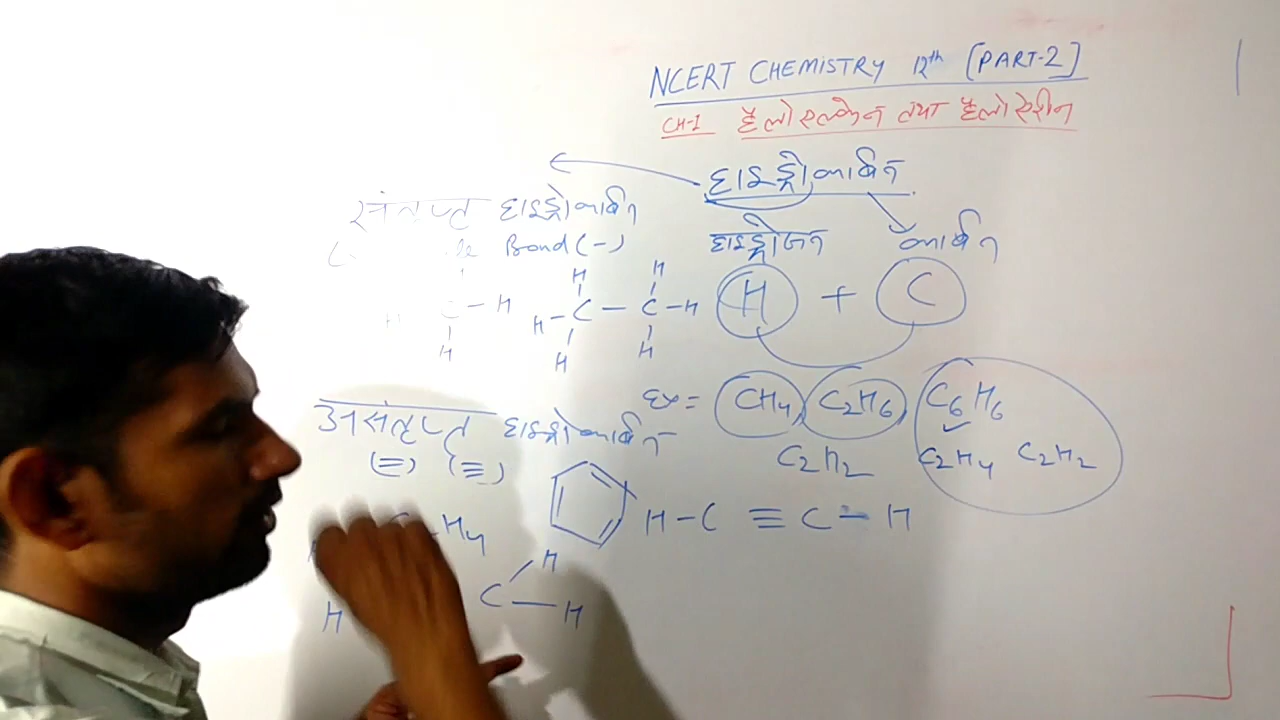 NCERT CHEMISTRY 12th [PART-2]
CH-1 हैलोएल्केन तथा हैलोऐरीन
हाइड्रोकार्बन
संतृप्त हाइड्रोकार्बन
हाइड्रोजन कार्बन
Bond (-)
H + C
H H
C - H H - C - C - H
H H H
Ex = CH4, C2H6 C6H6
C2H2 C2H4 C2H2
असंतृप्त हाइड्रोकार्बन
(=) (≡)
H - C ≡ C - H
H4
H
C - H
H